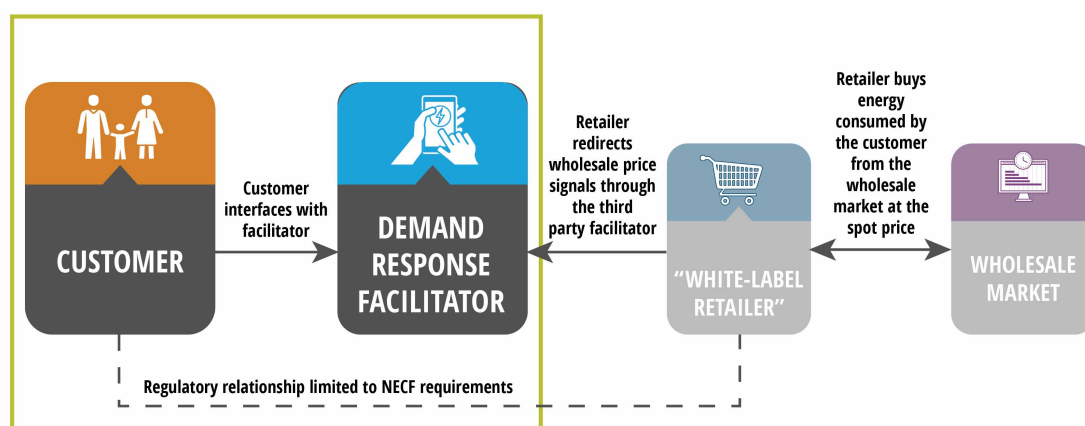 Customer
interfaces with
facilitator
CUSTOMER
DEMAND
RESPONSE
FACILITATOR
Retailer
redirects
wholesale price
signals through
the third
party facilitator
“WHITE-LABEL
RETAILER”
Retailer buys
energy
consumed by
the customer
from the
wholesale
market at the
spot price
WHOLESALE
MARKET
Regulatory relationship limited to NECF requirements